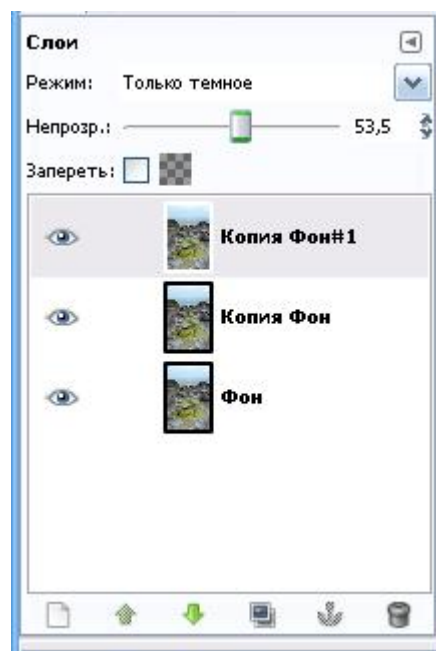 Слои
Режим: Только темное
Непрозр.: 53,5
Запереть:
Копия Фон#1
Копия Фон
Фон